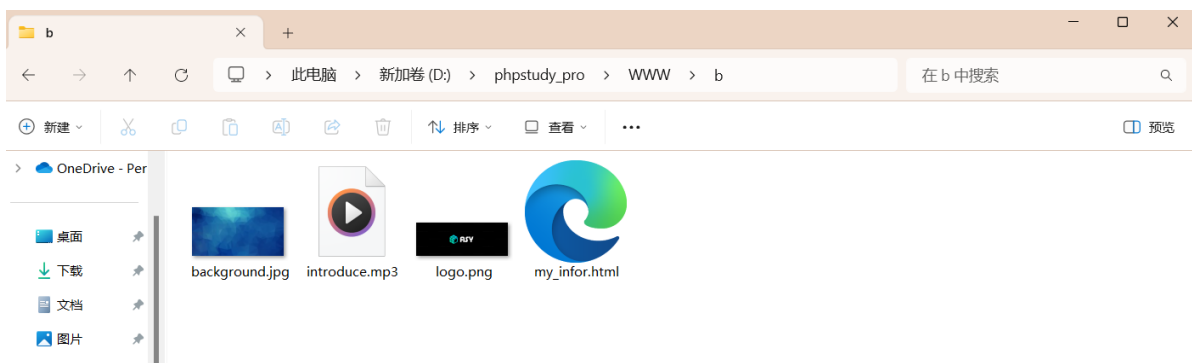 b
此电脑 > 新加卷 (D:) > phpstudy_pro > WWW > b
在 b 中搜索
新建
排序
查看
预览
OneDrive - Per
桌面
下载
文档
图片
background.jpg
introduce.mp3
logo.png
my_infor.html